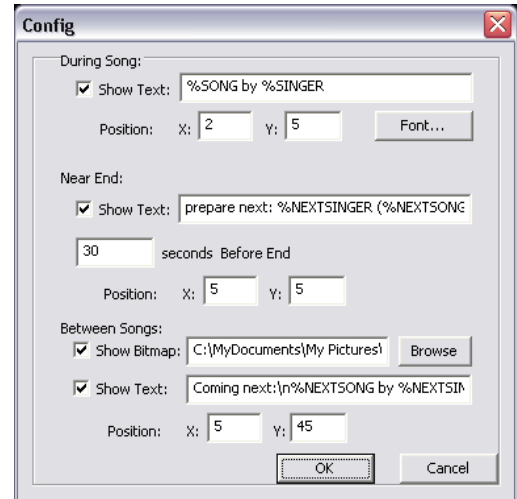 Config
During Song:
Show Text: %SONG by %SINGER
Position: X: 2 Y: 5 Font...
Near End:
Show Text: prepare next: %NEXTSINGER (%NEXTSONG
30 seconds Before End
Position: X: 5 Y: 5
Between Songs:
Show Bitmap: C:\MyDocuments\My Pictures\ Browse
Show Text: Coming next:\n%NEXTSONG by %NEXTSIN
Position: X: 5 Y: 45
OK Cancel